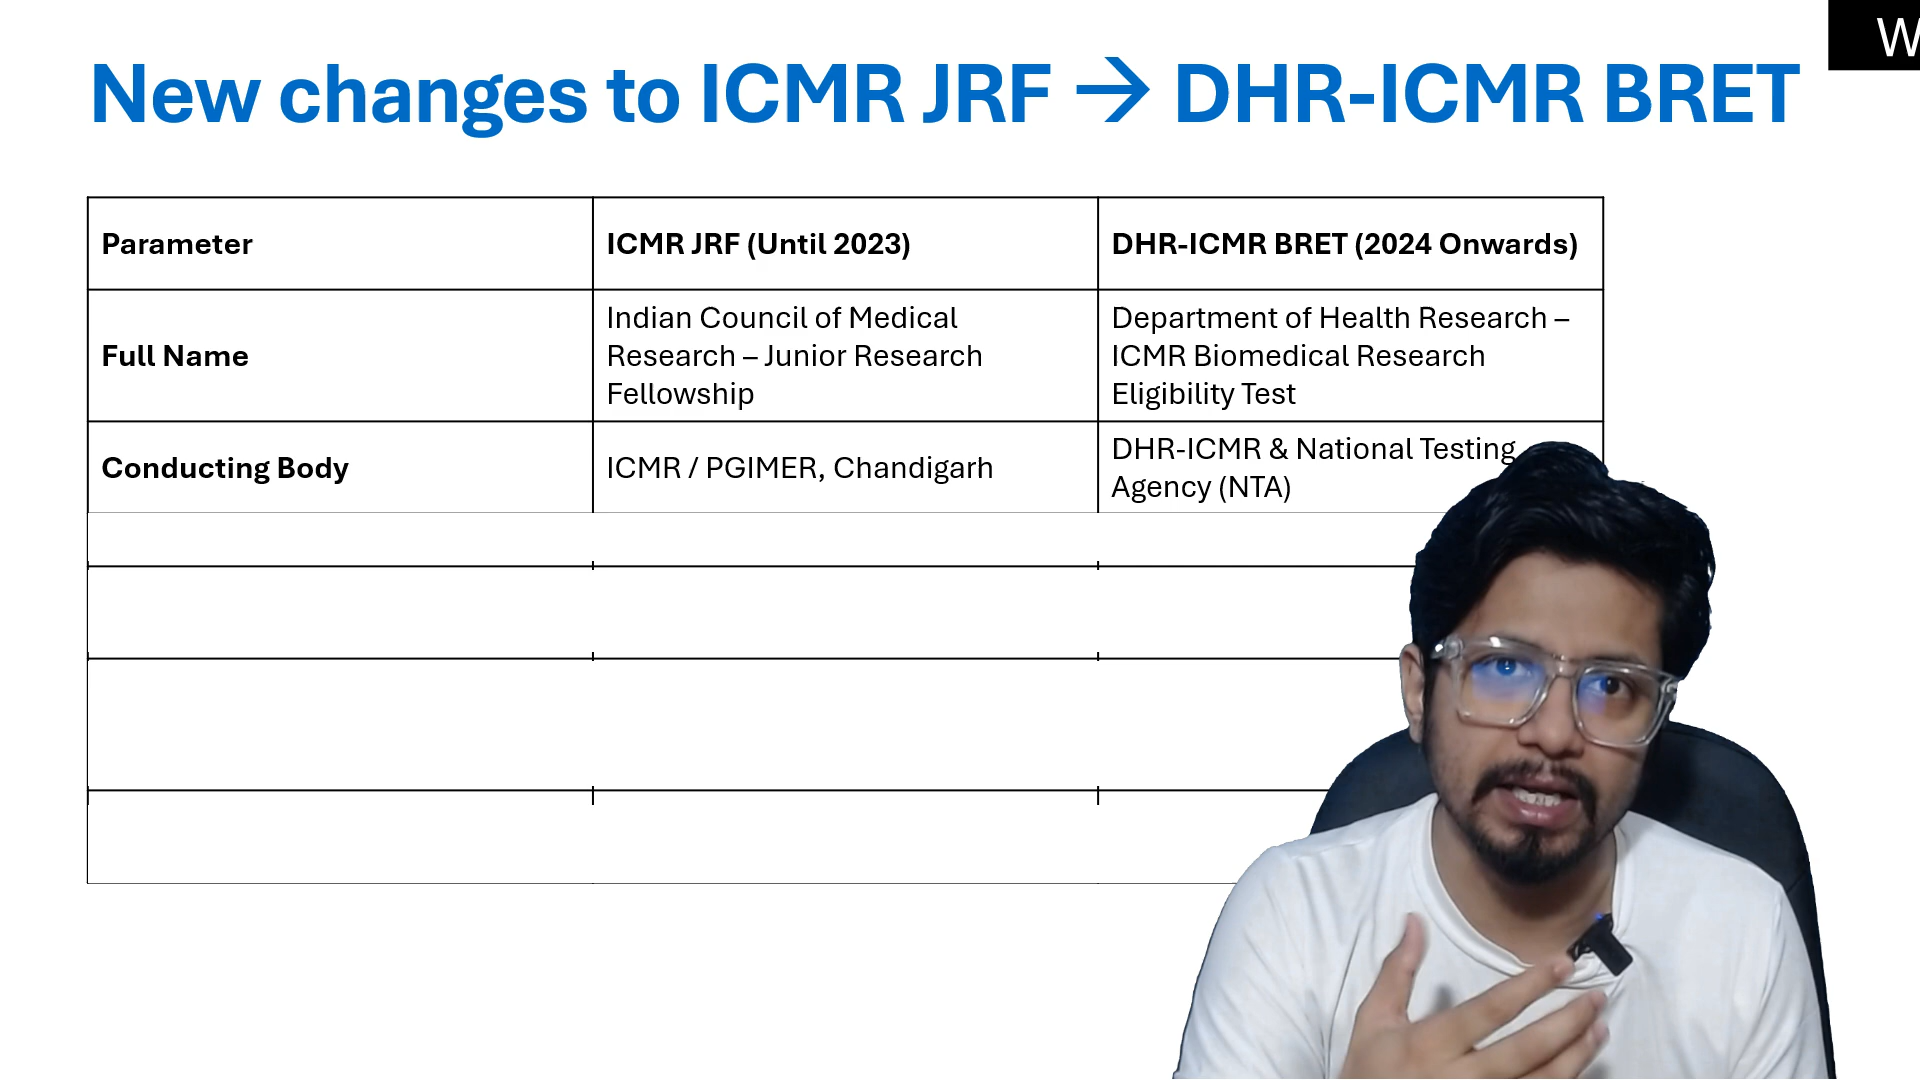 New changes to ICMR JRF → DHR-ICMR BRET
W
Parameter
ICMR JRF (Until 2023)
DHR-ICMR BRET (2024 Onwards)
Full Name
Indian Council of Medical
Research – Junior Research
Fellowship
Department of Health Research –
ICMR Biomedical Research
Eligibility Test
Conducting Body
ICMR / PGIMER, Chandigarh
DHR-ICMR & National Testing
Agency (NTA)